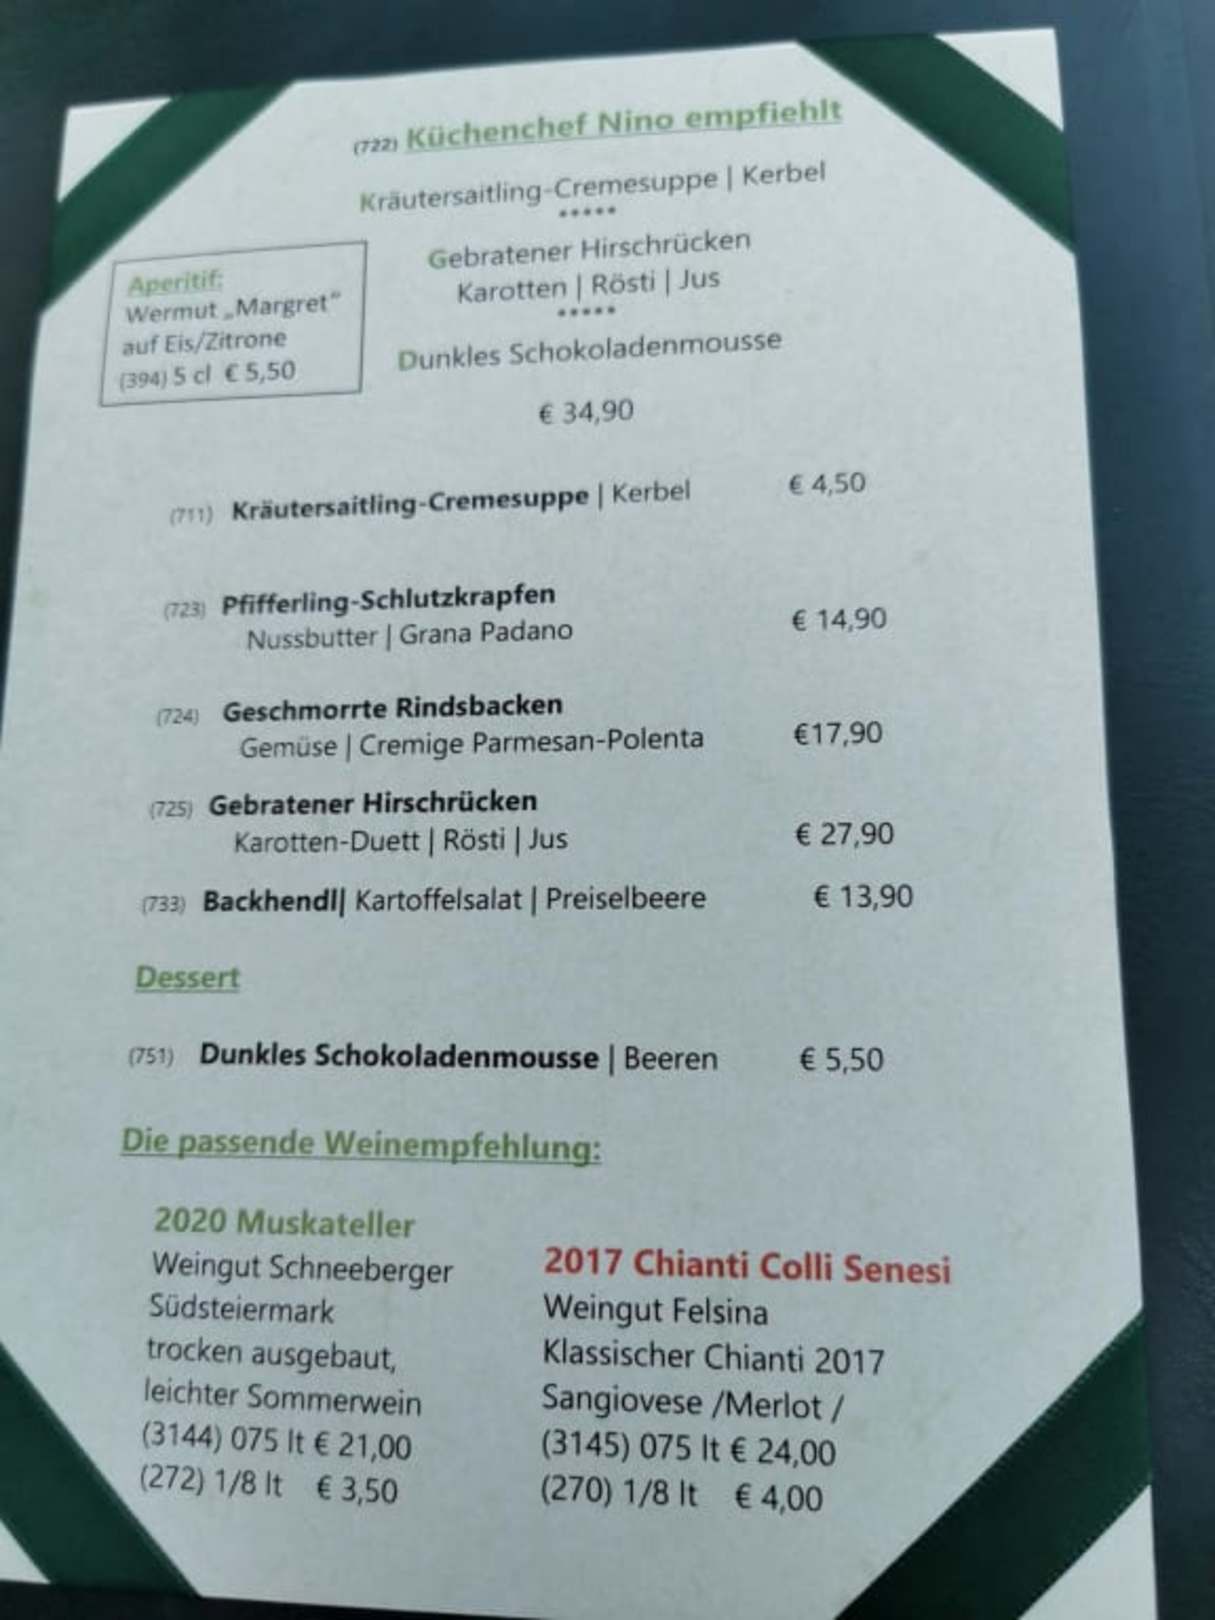 (722) Küchenchef Nino empfiehlt
Kräutersaitling-Cremesuppe | Kerbel
*****
Gebratener Hirschrücken
Karotten | Rösti | Jus
*****
Dunkles Schokoladenmousse
€ 34,90
Aperitif:
Wermut „Margret“
auf Eis/Zitrone
(394) 5 cl € 5,50
(711) Kräutersaitling-Cremesuppe | Kerbel € 4,50
(723) Pfifferling-Schlutzkrapfen
Nussbutter | Grana Padano € 14,90
(724) Geschmorrte Rindsbacken
Gemüse | Cremige Parmesan-Polenta €17,90
(725) Gebratener Hirschrücken
Karotten-Duett | Rösti | Jus € 27,90
(733) Backhendl| Kartoffelsalat | Preiselbeere € 13,90
Dessert
(751) Dunkles Schokoladenmousse | Beeren € 5,50
Die passende Weinempfehlung:
2020 Muskateller
Weingut Schneeberger
Südsteiermark
trocken ausgebaut,
leichter Sommerwein
(3144) 075 lt € 21,00
(272) 1/8 lt € 3,50
2017 Chianti Colli Senesi
Weingut Felsina
Klassischer Chianti 2017
Sangiovese /Merlot /
(3145) 075 lt € 24,00
(270) 1/8 lt € 4,00